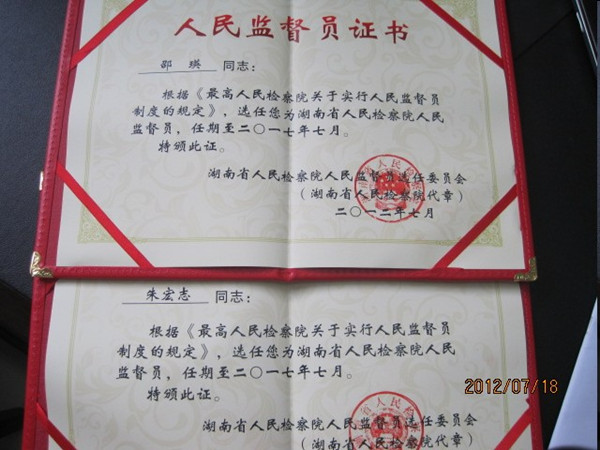 人民监督员证书
邵瑛 同志：
根据《最高人民检察院关于实行人民监督员
制度的规定》，选任您为湖南省人民检察院人民
监督员，任期至二〇一七年七月。
特颁此证。
湖南省人民检察院人民监督员选任委员会
（湖南省人民检察院代章）
二〇一二年七月
朱宏志 同志：
根据《最高人民检察院关于实行人民监督员
制度的规定》，选任您为湖南省人民检察院人民
监督员，任期至二〇一七年七月。
特颁此证。
湖南省人民检察院人民监督员选任委员会
（湖南省人民检察院代章）
2012/07/18